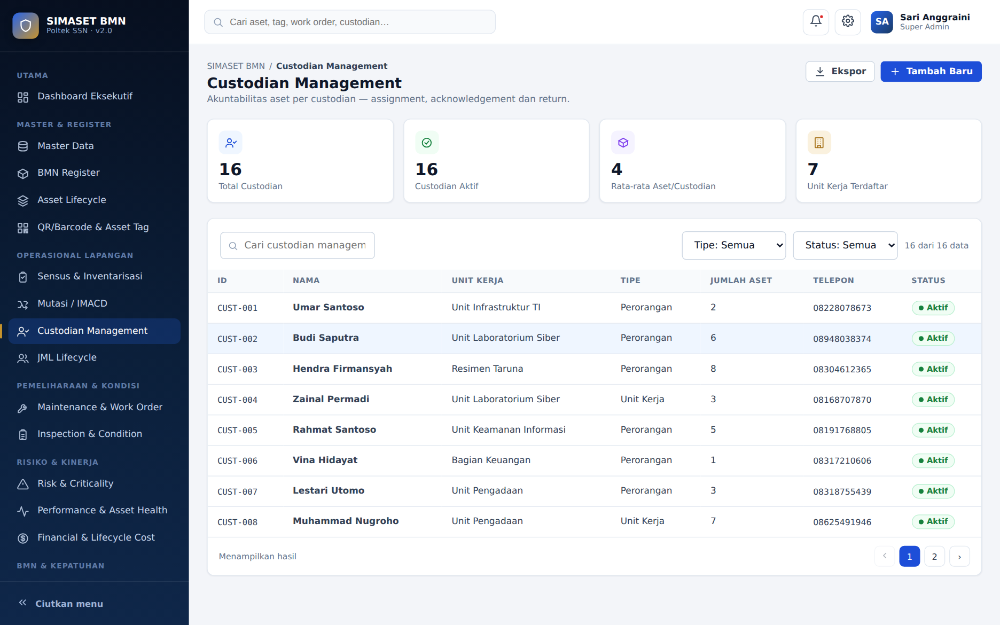 SIMASET BMN
Poltek SSN · v2.0
UTAMA
Dashboard Eksekutif
MASTER & REGISTER
Master Data
BMN Register
Asset Lifecycle
QR/Barcode & Asset Tag
OPERASIONAL LAPANGAN
Sensus & Inventarisasi
Mutasi / IMACD
Custodian Management
JML Lifecycle
PEMELIHARAAN & KONDISI
Maintenance & Work Order
Inspection & Condition
RISIKO & KINERJA
Risk & Criticality
Performance & Asset Health
Financial & Lifecycle Cost
BMN & KEPATUHAN
Ciutkan menu
Cari aset, tag, work order, custodian…
SA
Sari Anggraini
Super Admin
SIMASET BMN / Custodian Management
Custodian Management
Akuntabilitas aset per custodian — assignment, acknowledgement dan return.
Ekspor
Tambah Baru
16
Total Custodian
16
Custodian Aktif
4
Rata-rata Aset/Custodian
7
Unit Kerja Terdaftar
Cari custodian managem
Tipe: Semua
Status: Semua
16 dari 16 data
ID NAMA UNIT KERJA TIPE JUMLAH ASET TELEPON STATUS
CUST-001 Umar Santoso Unit Infrastruktur TI Perorangan 2 08228078673 Aktif
CUST-002 Budi Saputra Unit Laboratorium Siber Perorangan 6 08948038374 Aktif
CUST-003 Hendra Firmansyah Resimen Taruna Perorangan 8 08304612365 Aktif
CUST-004 Zainal Permadi Unit Laboratorium Siber Unit Kerja 3 08168707870 Aktif
CUST-005 Rahmat Santoso Unit Keamanan Informasi Perorangan 5 08191768805 Aktif
CUST-006 Vina Hidayat Bagian Keuangan Perorangan 1 08317210606 Aktif
CUST-007 Lestari Utomo Unit Pengadaan Perorangan 3 08318755439 Aktif
CUST-008 Muhammad Nugroho Unit Pengadaan Unit Kerja 7 08625491946 Aktif
Menampilkan hasil
1 2 ›